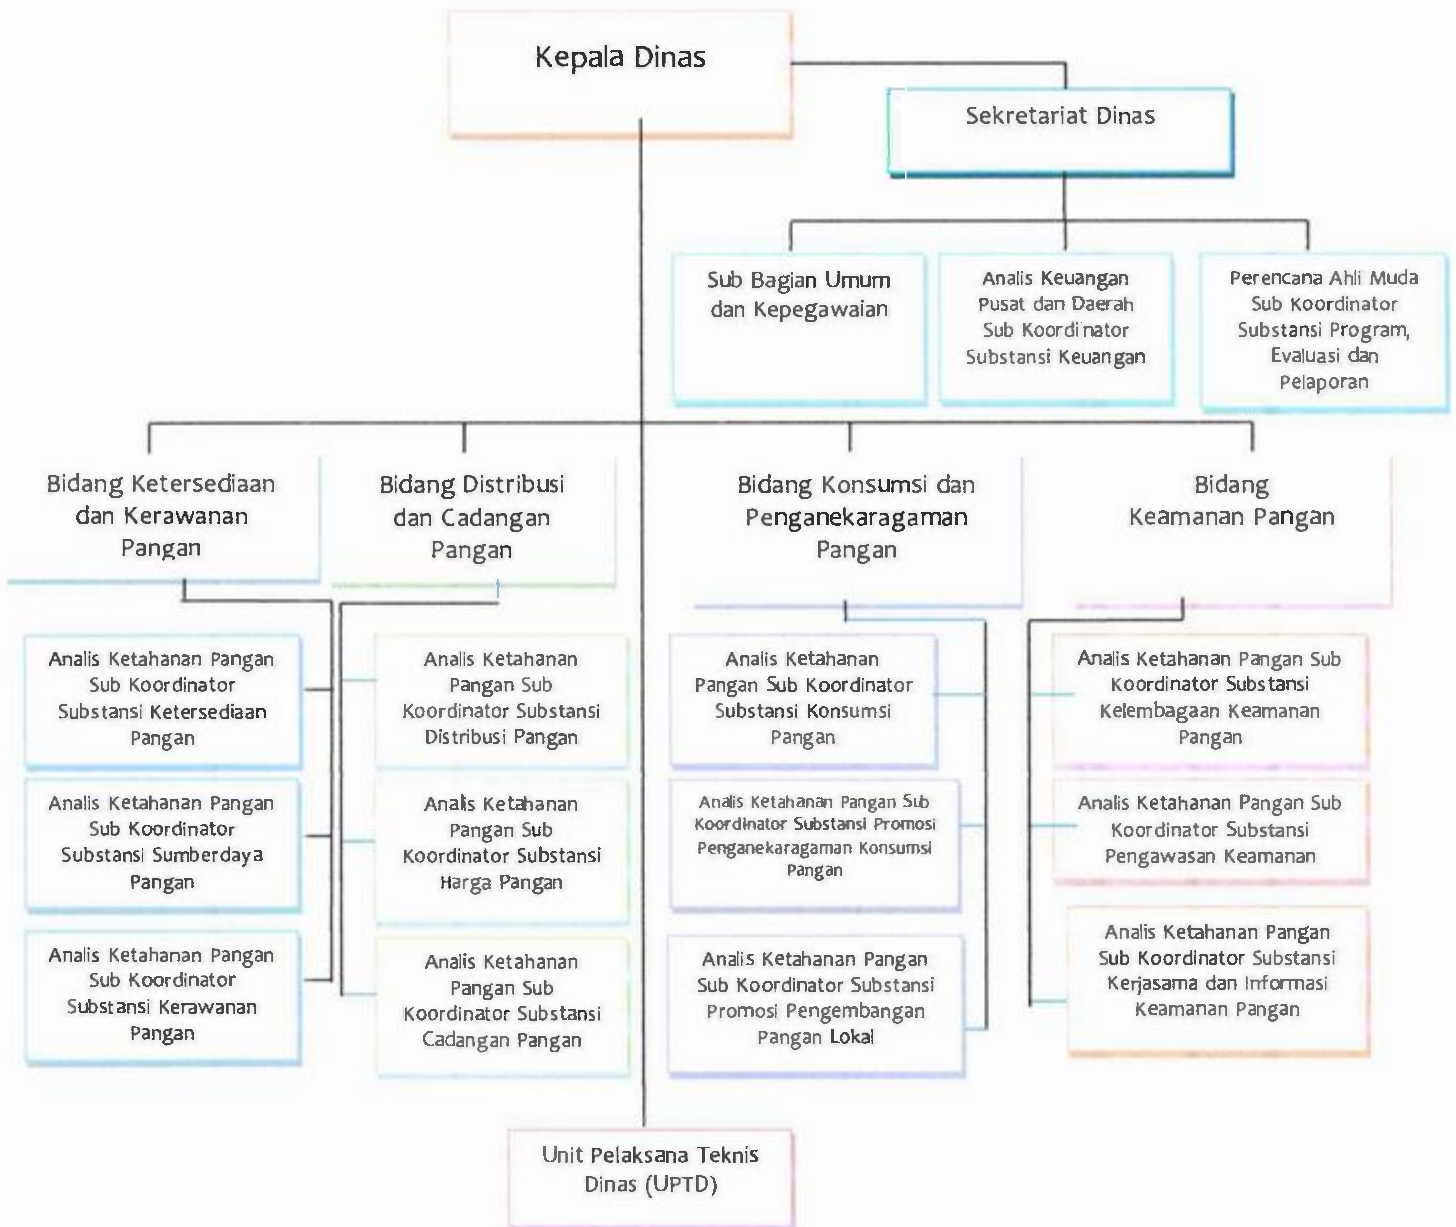 Kepala Dinas
Sekretariat Dinas
Sub Bagian Umum
dan Kepegawaian
Analis Keuangan
Pusat dan Daerah
Sub Koordinator
Substansi Keuangan
Perencana Ahli Muda
Sub Koordinator
Substansi Program,
Evaluasi dan
Pelaporan
Bidang Ketersediaan
dan Kerawanan
Pangan
Bidang Distribusi
dan Cadangan
Pangan
Bidang Konsumsi dan
Penganekaragaman
Pangan
Bidang
Keamanan Pangan
Analis Ketahanan Pangan
Sub Koordinator
Substansi Ketersediaan
Pangan
Analis Ketahanan
Pangan Sub
Koordinator Substansi
Distribusi Pangan
Analis Ketahanan
Pangan Sub Koordinator
Substansi Konsumsi
Pangan
Analis Ketahanan Pangan Sub
Koordinator Substansi
Kelembagaan Keamanan
Pangan
Analis Ketahanan Pangan
Sub Koordinator
Substansi Sumberdaya
Pangan
Analis Ketahanan
Pangan Sub
Koordinator Substansi
Harga Pangan
Analis Ketahanan Pangan Sub
Koordinator Substansi Promosi
Penganekaragaman Konsumsi
Pangan
Analis Ketahanan Pangan Sub
Koordinator Substansi
Pengawasan Keamanan
Analis Ketahanan Pangan
Sub Koordinator
Substansi Kerawanan
Pangan
Analis Ketahanan
Pangan Sub
Koordinator Substansi
Cadangan Pangan
Analis Ketahanan Pangan
Sub Koordinator Substansi
Promosi Pengembangan
Pangan Lokal
Analis Ketahanan Pangan
Sub Koordinator Substansi
Kerjasama dan Informasi
Keamanan Pangan
Unit Pelaksana Teknis
Dinas (UPTD)